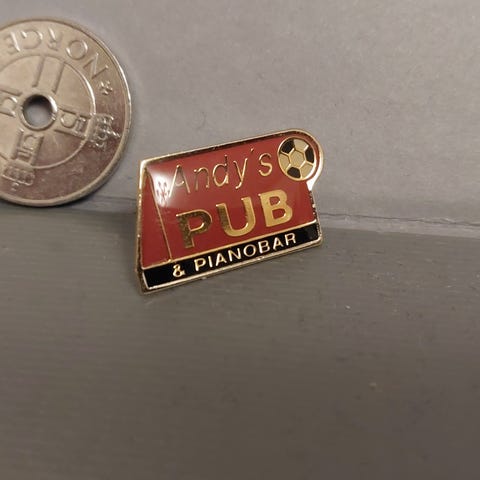 NORGE
Andy's
PUB
& PIANOBAR